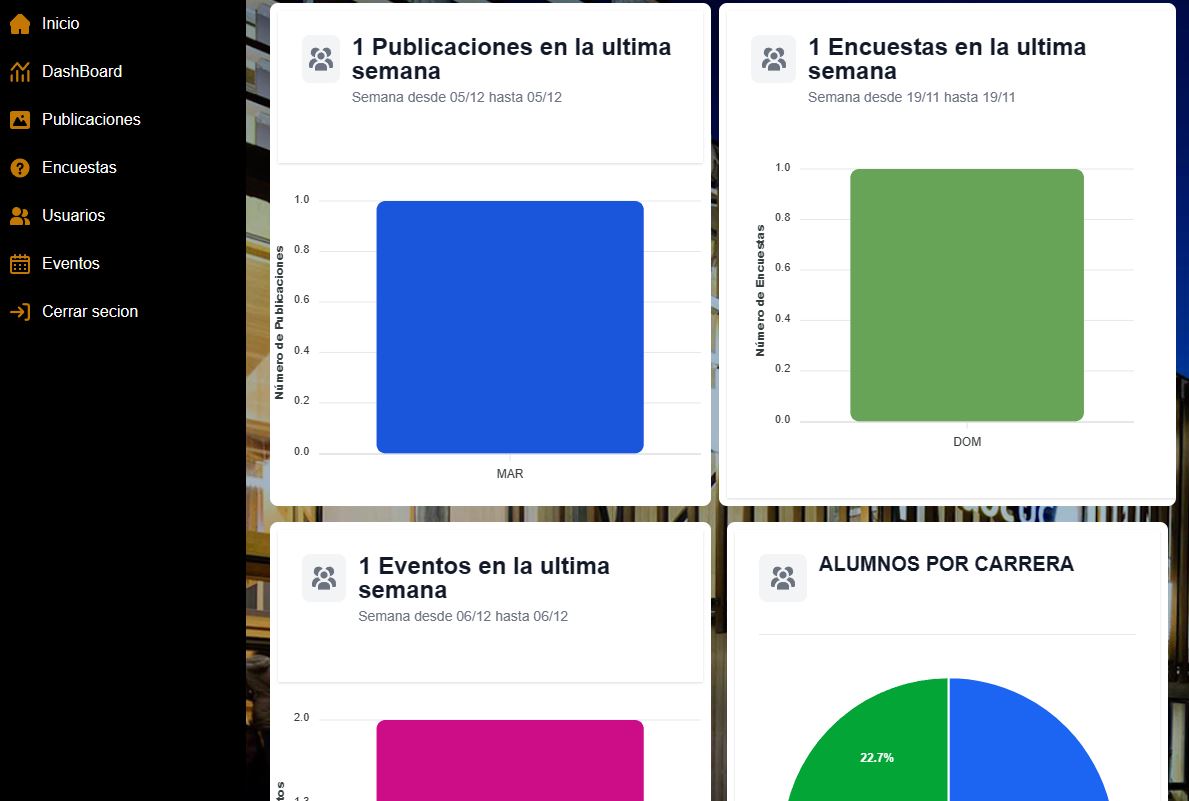 Inicio
DashBoard
Publicaciones
Encuestas
Usuarios
Eventos
Cerrar secion
1 Publicaciones en la ultima
semana
Semana desde 05/12 hasta 05/12
1.0
0.8
0.6
0.4
0.2
0.0
Número de Publicaciones
MAR
1 Encuestas en la ultima
semana
Semana desde 19/11 hasta 19/11
1.0
0.8
0.6
0.4
0.2
0.0
Número de Encuestas
DOM
1 Eventos en la ultima
semana
Semana desde 06/12 hasta 06/12
2.0
ALUMNOS POR CARRERA
22.7%